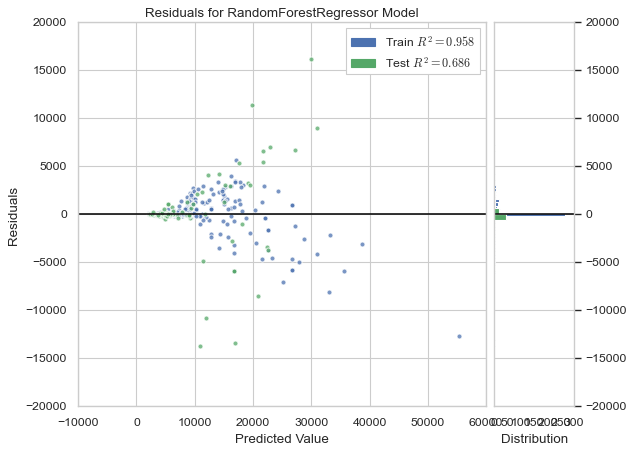 Residuals for RandomForestRegressor Model
Train R² = 0.958
Test R² = 0.686
20000
15000
10000
5000
0
−5000
−10000
−15000
−20000
Residuals
−10000 0 10000 20000 30000 40000 50000 60000
Predicted Value
20000
15000
10000
5000
0
−5000
−10000
−15000
−20000
Distribution